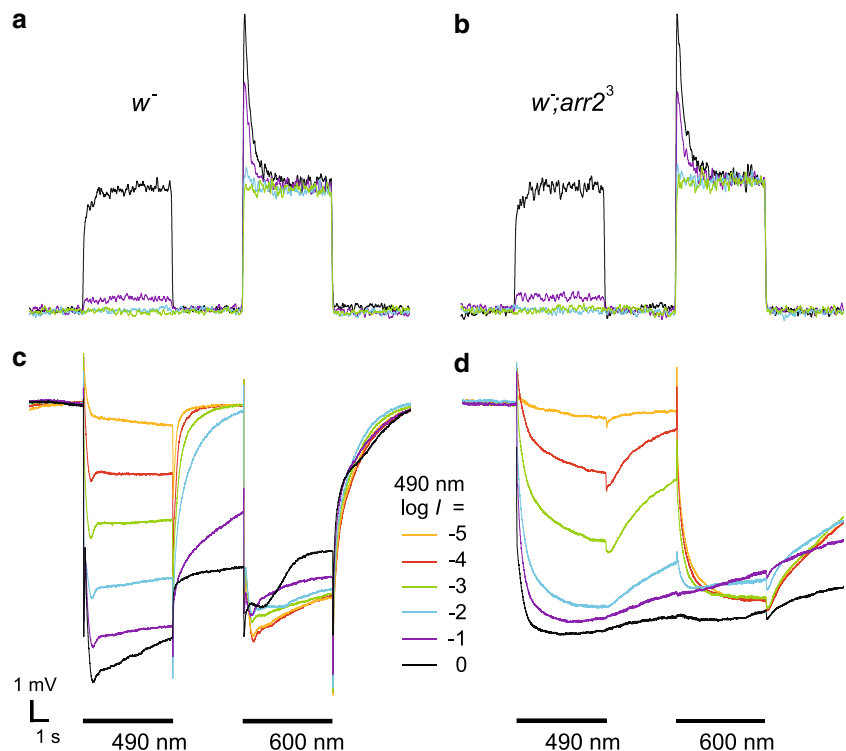 a
b
w⁻
w⁻;arr2³
c
d
490 nm
log I =
-5
-4
-3
-2
-1
0
1 mV
1 s
490 nm
600 nm
490 nm
600 nm